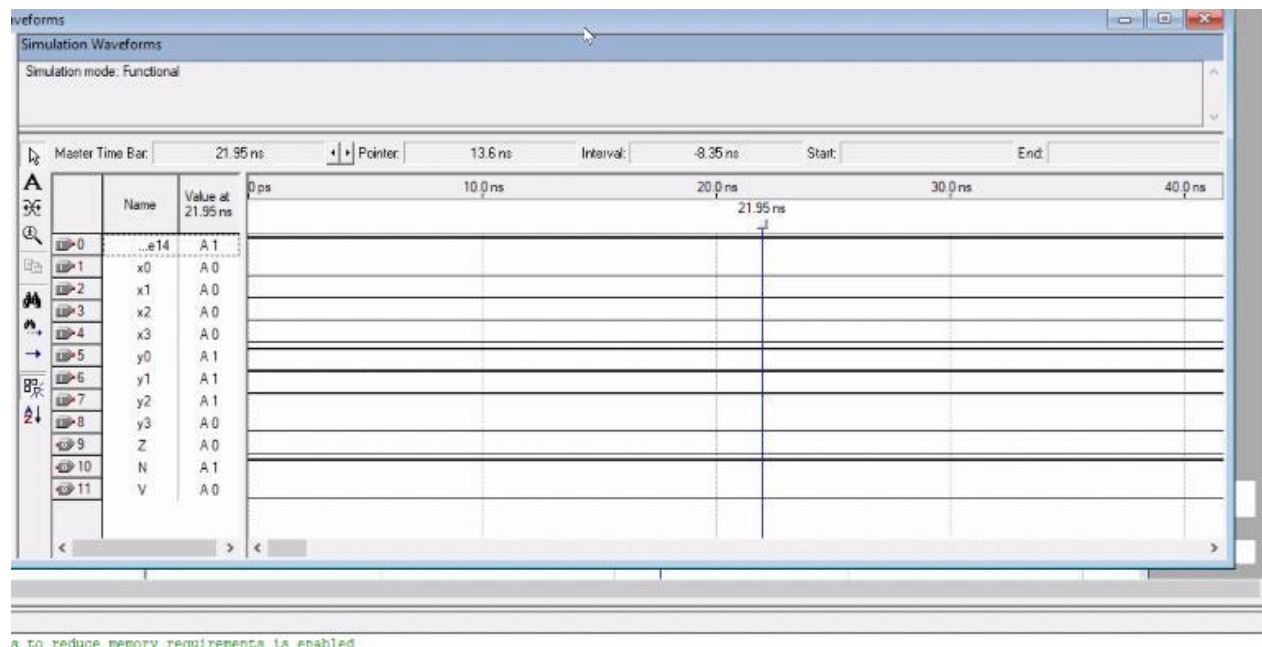 veforms
Simulation Waveforms
Simulation mode: Functional
Master Time Bar: 21.95 ns Pointer: 13.6 ns Interval: -8.35 ns Start: End:
Name Value at 21.95 ns 0 ps 10.0 ns 20.0 ns 30.0 ns 40.0 ns
21.95 ns
0 ...e14 A 1
1 x0 A 0
2 x1 A 0
3 x2 A 0
4 x3 A 0
5 y0 A 1
6 y1 A 1
7 y2 A 1
8 y3 A 0
9 Z A 0
10 N A 1
11 V A 0
s to reduce memory requirements is enabled